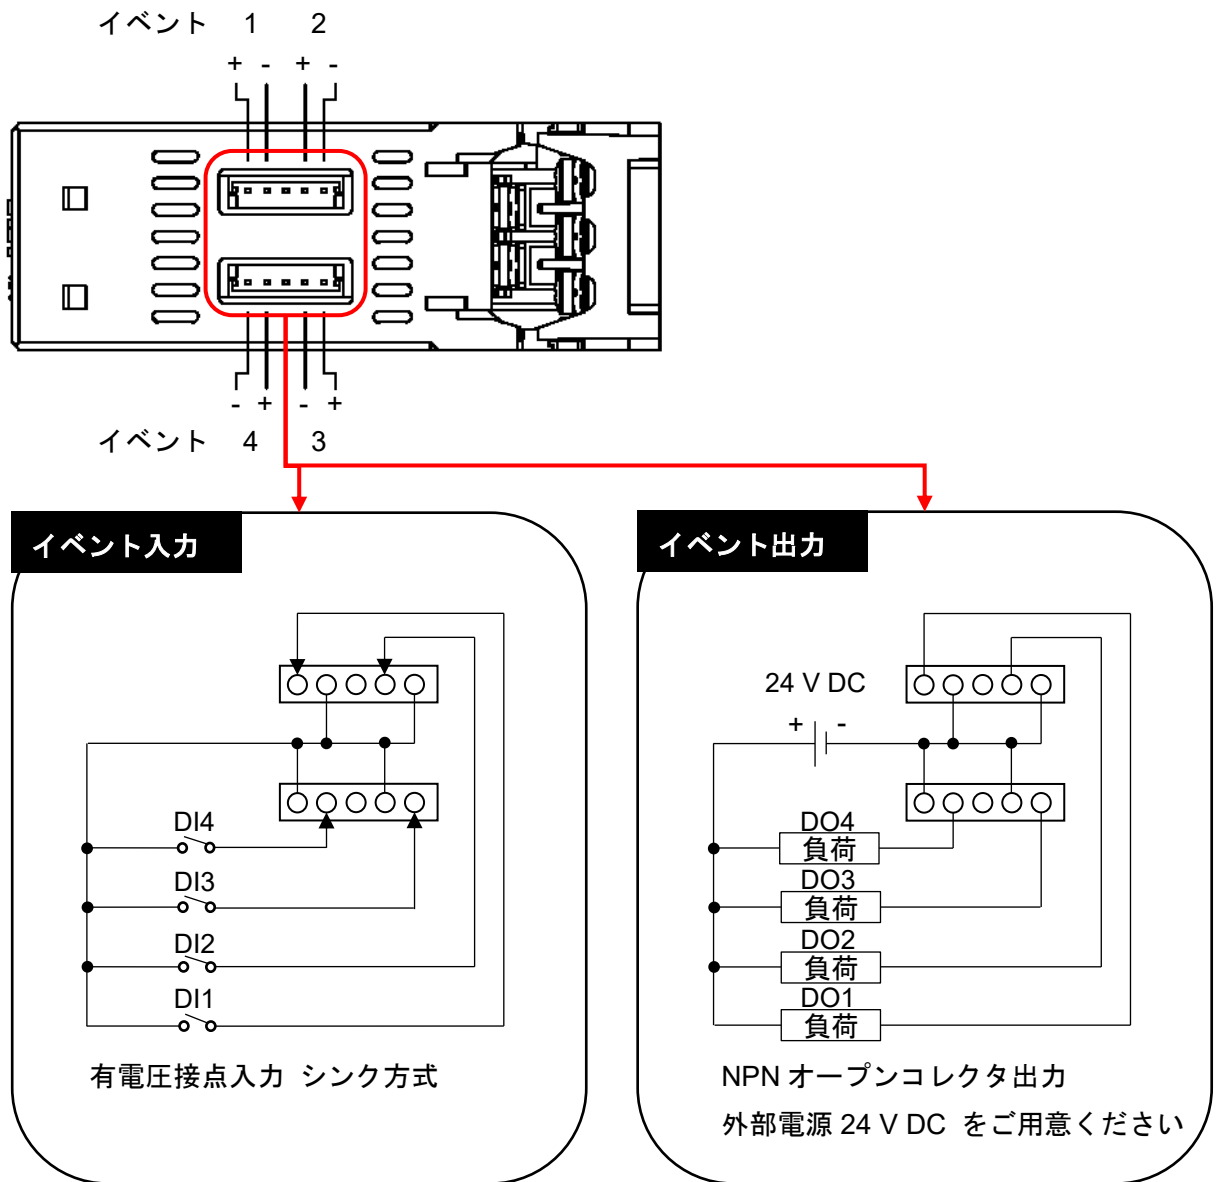 イベント 1 2
+ - + -
- + - +
イベント 4 3
イベント入力
DI4
DI3
DI2
DI1
有電圧接点入力 シンク方式
イベント出力
24 V DC
+ -
DO4
負荷
DO3
負荷
DO2
負荷
DO1
負荷
NPN オープンコレクタ出力
外部電源 24 V DC をご用意ください